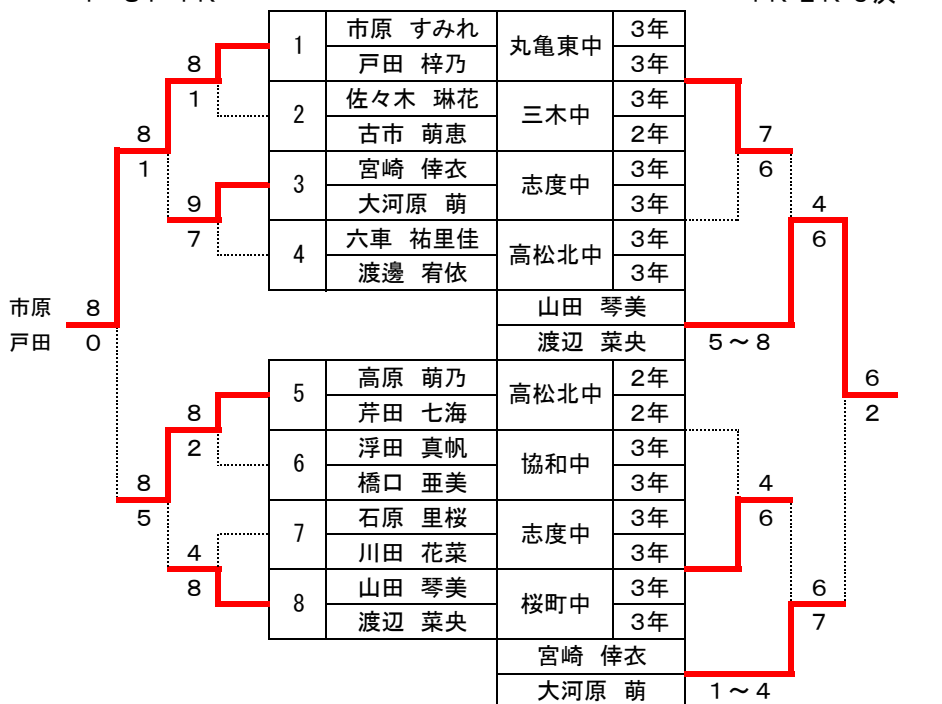 1 市原 すみれ 丸亀東中 3年
戸田 梓乃 3年
8
1
2 佐々木 琳花 三木中 3年
古市 萌恵 2年
8
1
7
6
3 宮崎 倖衣 志度中 3年
大河原 萌 3年
9
7
4
6
4 六車 祐里佳 高松北中 3年
渡邊 宥依 3年
市原 8
戸田 0
山田 琴美
渡辺 菜央 5～8
5 高原 萌乃 高松北中 2年
芹田 七海 2年
8
2
6
2
6 浮田 真帆 協和中 3年
橋口 亜美 3年
8
5
4
6
7 石原 里桜 志度中 3年
川田 花菜 3年
4
8
8 山田 琴美 桜町中 3年
渡辺 菜央 3年
6
7
宮崎 倖衣
大河原 萌 1～4